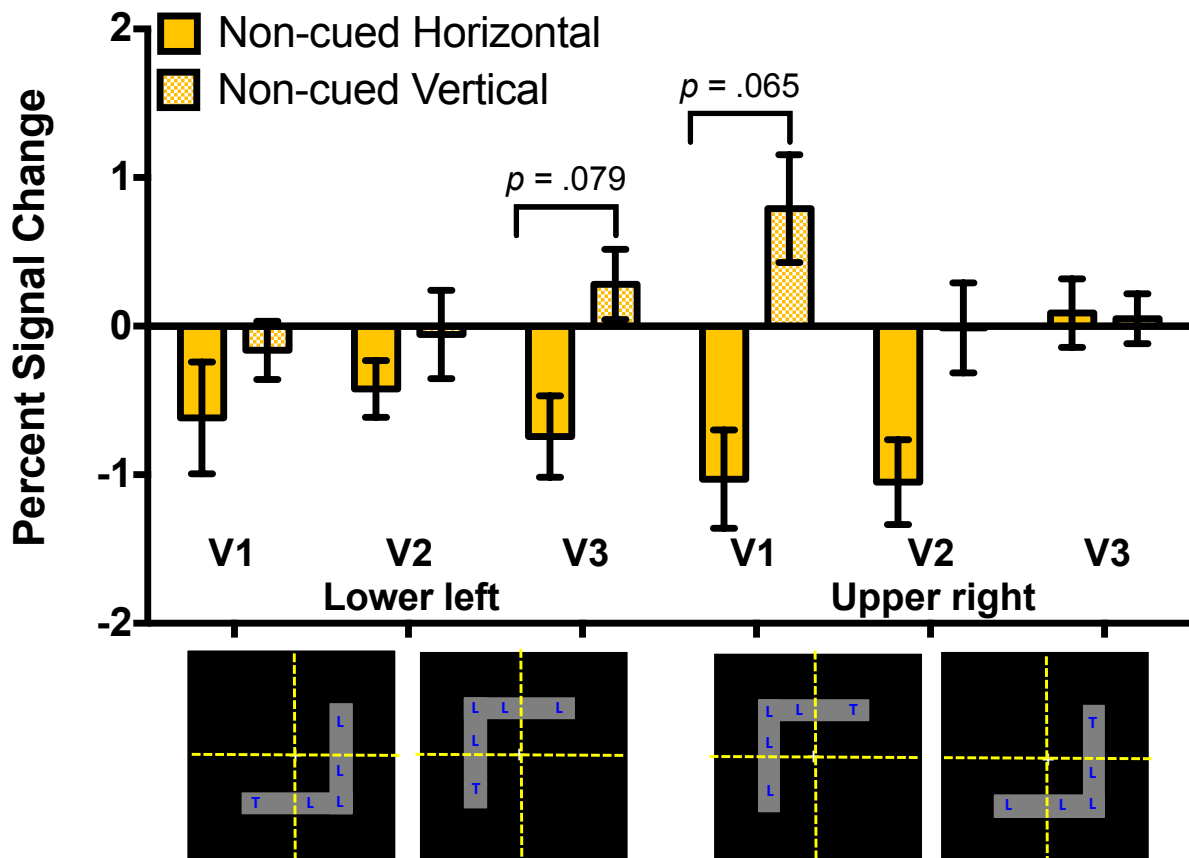 Percent Signal Change
2
1
0
-1
-2
Non-cued Horizontal
Non-cued Vertical
p = .079
p = .065
V1 V2 V3 V1 V2 V3
Lower left Upper right
L
L
T L L
L L L
L
T
L L T
L
L
T
L
L L L